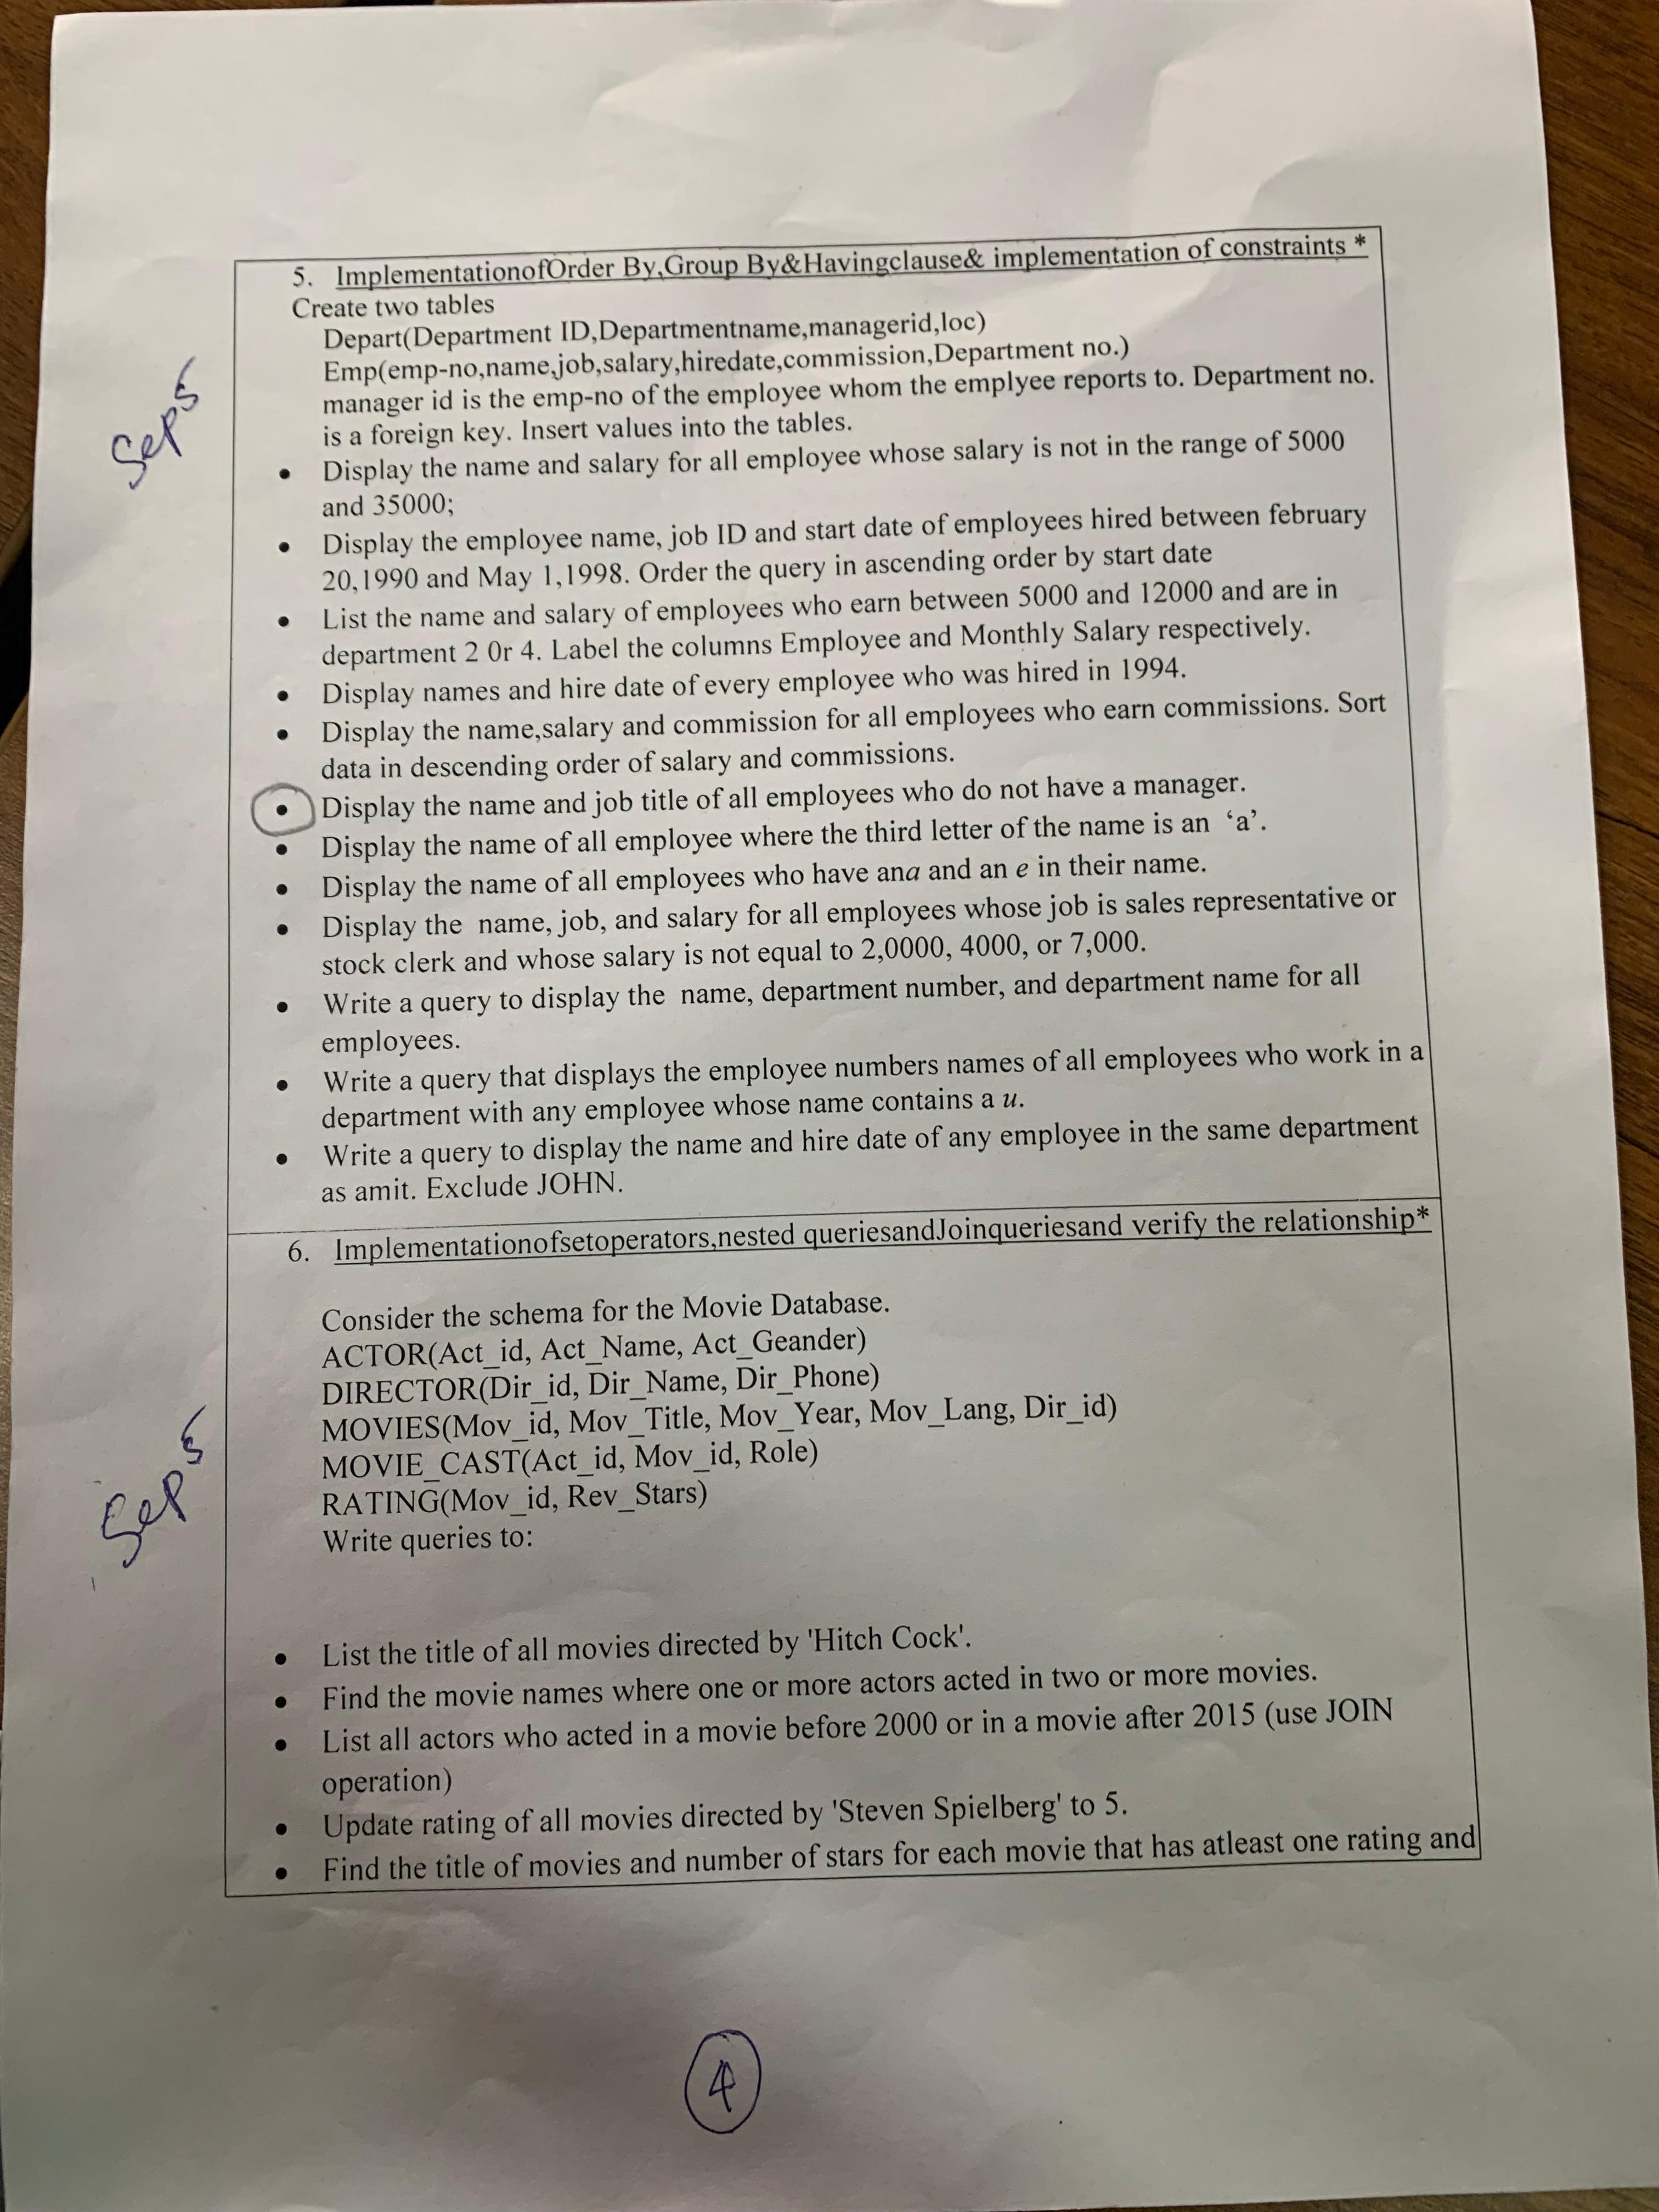 5. ImplementationofOrder By,Group By&Havingclause& implementation of constraints *
Create two tables
Depart(Department ID,Departmentname,managerid,loc)
Emp(emp-no,name,job,salary,hiredate,commission,Department no.)
manager id is the emp-no of the employee whom the emplyee reports to. Department no.
is a foreign key. Insert values into the tables.
Sep 5
• Display the name and salary for all employee whose salary is not in the range of 5000
and 35000;
• Display the employee name, job ID and start date of employees hired between february
20,1990 and May 1,1998. Order the query in ascending order by start date
• List the name and salary of employees who earn between 5000 and 12000 and are in
department 2 0r 4. Label the columns Employee and Monthly Salary respectively.
• Display names and hire date of every employee who was hired in 1994.
• Display the name,salary and commission for all employees who earn commissions. Sort
data in descending order of salary and commissions.
• Display the name and job title of all employees who do not have a manager.
• Display the name of all employee where the third letter of the name is an ‘a’.
• Display the name of all employees who have ana and an e in their name.
• Display the name, job, and salary for all employees whose job is sales representative or
stock clerk and whose salary is not equal to 2,0000, 4000, or 7,000.
• Write a query to display the name, department number, and department name for all
employees.
• Write a query that displays the employee numbers names of all employees who work in a
department with any employee whose name contains a u.
• Write a query to display the name and hire date of any employee in the same department
as amit. Exclude JOHN.
6. Implementationofsetoperators,nested queriesandJoinqueriesand verify the relationship*
Consider the schema for the Movie Database.
ACTOR(Act_id, Act_Name, Act_Geander)
DIRECTOR(Dir_id, Dir_Name, Dir_Phone)
MOVIES(Mov_id, Mov_Title, Mov_Year, Mov_Lang, Dir_id)
MOVIE_CAST(Act_id, Mov_id, Role)
RATING(Mov_id, Rev_Stars)
Sep 5
Write queries to:
• List the title of all movies directed by 'Hitch Cock'.
• Find the movie names where one or more actors acted in two or more movies.
• List all actors who acted in a movie before 2000 or in a movie after 2015 (use JOIN
operation)
• Update rating of all movies directed by 'Steven Spielberg' to 5.
• Find the title of movies and number of stars for each movie that has atleast one rating and
4